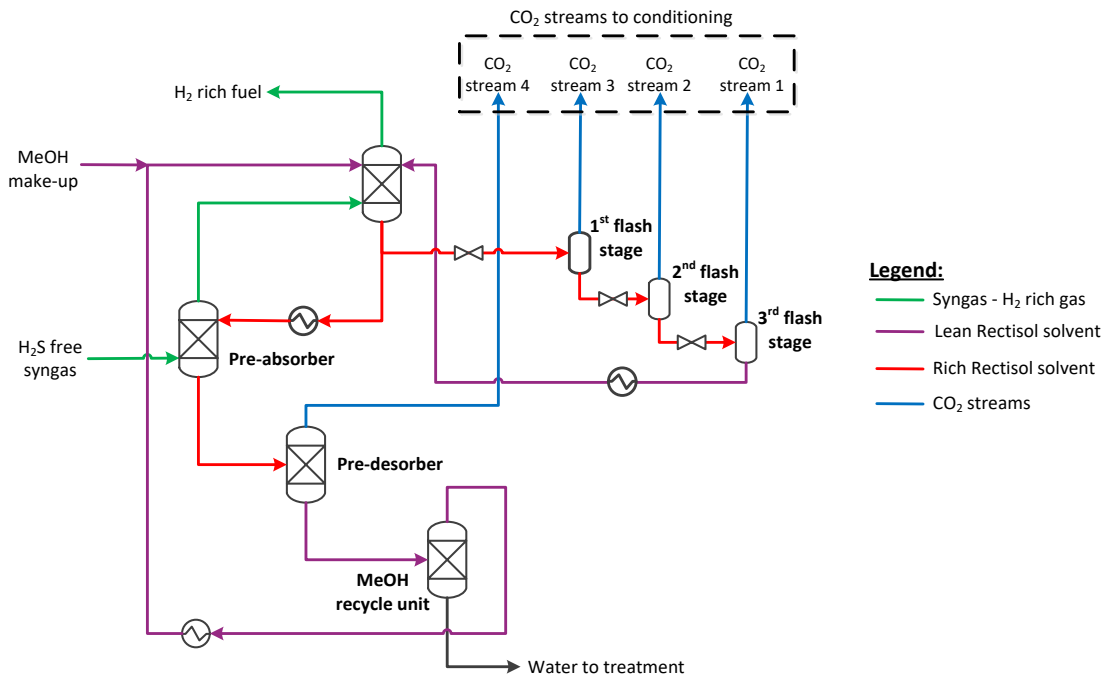 CO₂ streams to conditioning
CO₂
stream 4
CO₂
stream 3
CO₂
stream 2
CO₂
stream 1
H₂ rich fuel
MeOH
make-up
1st flash
stage
2nd flash
stage
3rd flash
stage
H₂S free
syngas
Pre-absorber
Pre-desorber
MeOH
recycle unit
Water to treatment
Legend:
Syngas - H₂ rich gas
Lean Rectisol solvent
Rich Rectisol solvent
CO₂ streams